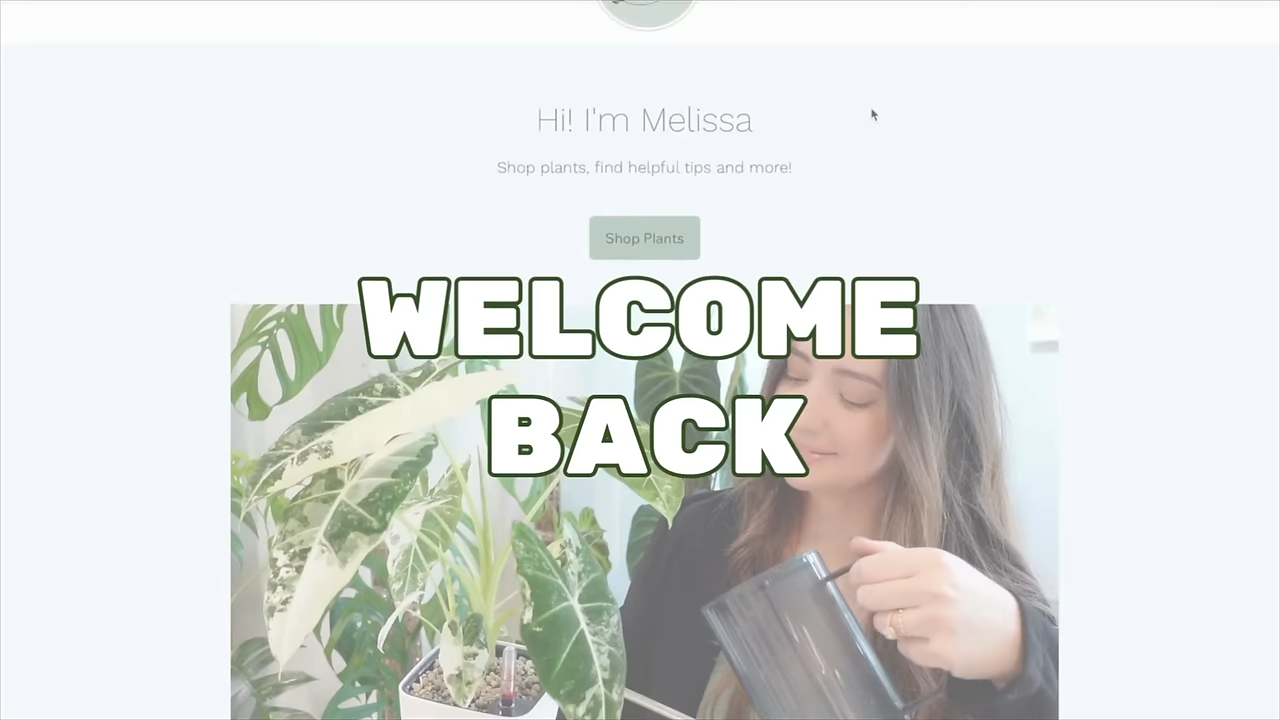 Hi! I'm Melissa
Shop plants, find helpful tips and more!
Shop Plants
WELCOME
BACK